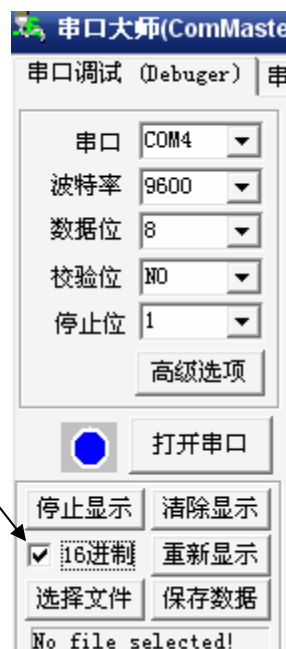 串口大师(ComMaste
串口调试 (Debuger) 串
串口 COM4
波特率 9600
数据位 8
校验位 NO
停止位 1
高级选项
打开串口
停止显示 清除显示
16进制 重新显示
选择文件 保存数据
No file selected!